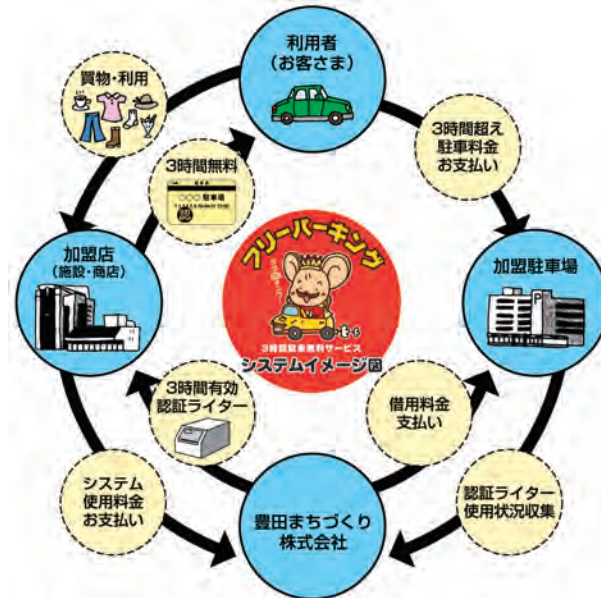 利用者
(お客さま)
買物・利用
3時間超え
駐車料金
お支払い
3時間無料
○○○駐車場
加盟店
(施設・商店)
フリーパーキング
3時間駐車無料サービス
システムイメージ図
加盟駐車場
P
3時間有効
認証ライター
借用料金
支払い
システム
使用料金
お支払い
豊田まちづくり
株式会社
認証ライター
使用状況収集